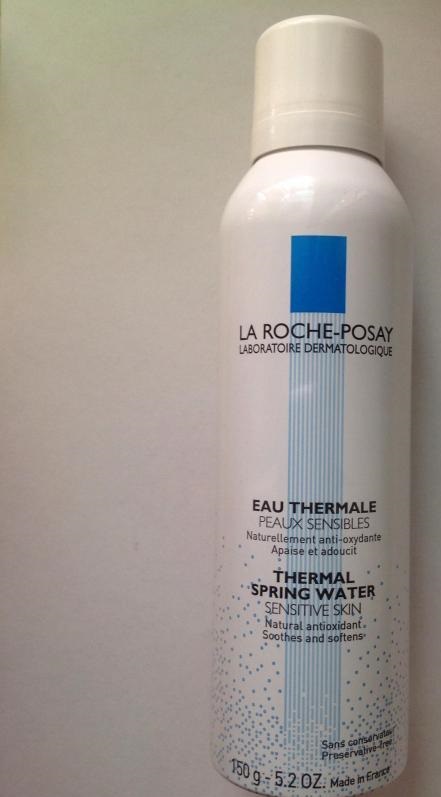 LA ROCHE-POSAY
LABORATOIRE DERMATOLOGIQUE
EAU THERMALE
PEAUX SENSIBLES
Naturellement anti-oxydante
Apaise et adoucit
THERMAL
SPRING WATER
SENSITIVE SKIN
Natural antioxidant
Soothes and softens
Sans conservateur
Preservative-free
150 g - 5.2 OZ. Made in France